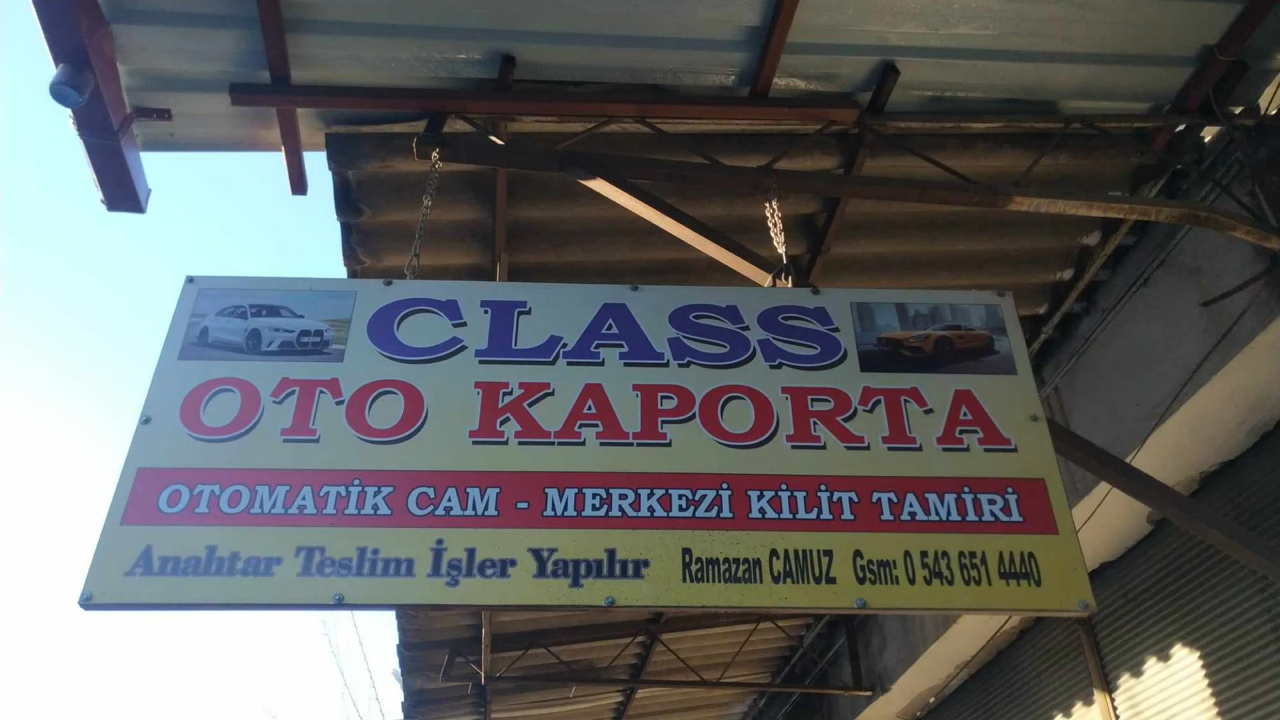 CLASS
OTO KAPORTA
OTOMATİK CAM - MERKEZİ KİLİT TAMİRİ
Anahtar Teslim İşler Yapılır Ramazan CAMUZ Gsm: 0 543 651 4440